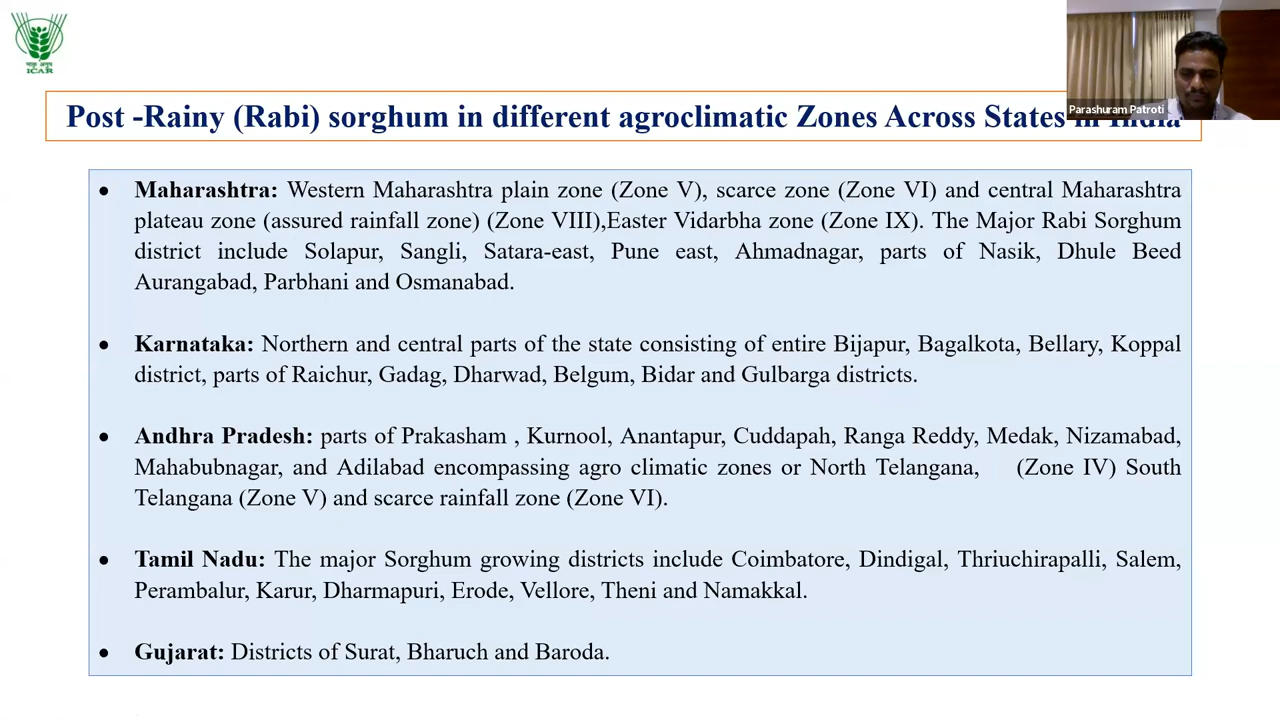 ICAR
Parashuram Patroti
Post -Rainy (Rabi) sorghum in different agroclimatic Zones Across States in India
• Maharashtra: Western Maharashtra plain zone (Zone V), scarce zone (Zone VI) and central Maharashtra
plateau zone (assured rainfall zone) (Zone VIII),Easter Vidarbha zone (Zone IX). The Major Rabi Sorghum
district include Solapur, Sangli, Satara-east, Pune east, Ahmadnagar, parts of Nasik, Dhule Beed
Aurangabad, Parbhani and Osmanabad.
• Karnataka: Northern and central parts of the state consisting of entire Bijapur, Bagalkota, Bellary, Koppal
district, parts of Raichur, Gadag, Dharwad, Belgum, Bidar and Gulbarga districts.
• Andhra Pradesh: parts of Prakasham , Kurnool, Anantapur, Cuddapah, Ranga Reddy, Medak, Nizamabad,
Mahabubnagar, and Adilabad encompassing agro climatic zones or North Telangana, (Zone IV) South
Telangana (Zone V) and scarce rainfall zone (Zone VI).
• Tamil Nadu: The major Sorghum growing districts include Coimbatore, Dindigal, Thriuchirapalli, Salem,
Perambalur, Karur, Dharmapuri, Erode, Vellore, Theni and Namakkal.
• Gujarat: Districts of Surat, Bharuch and Baroda.